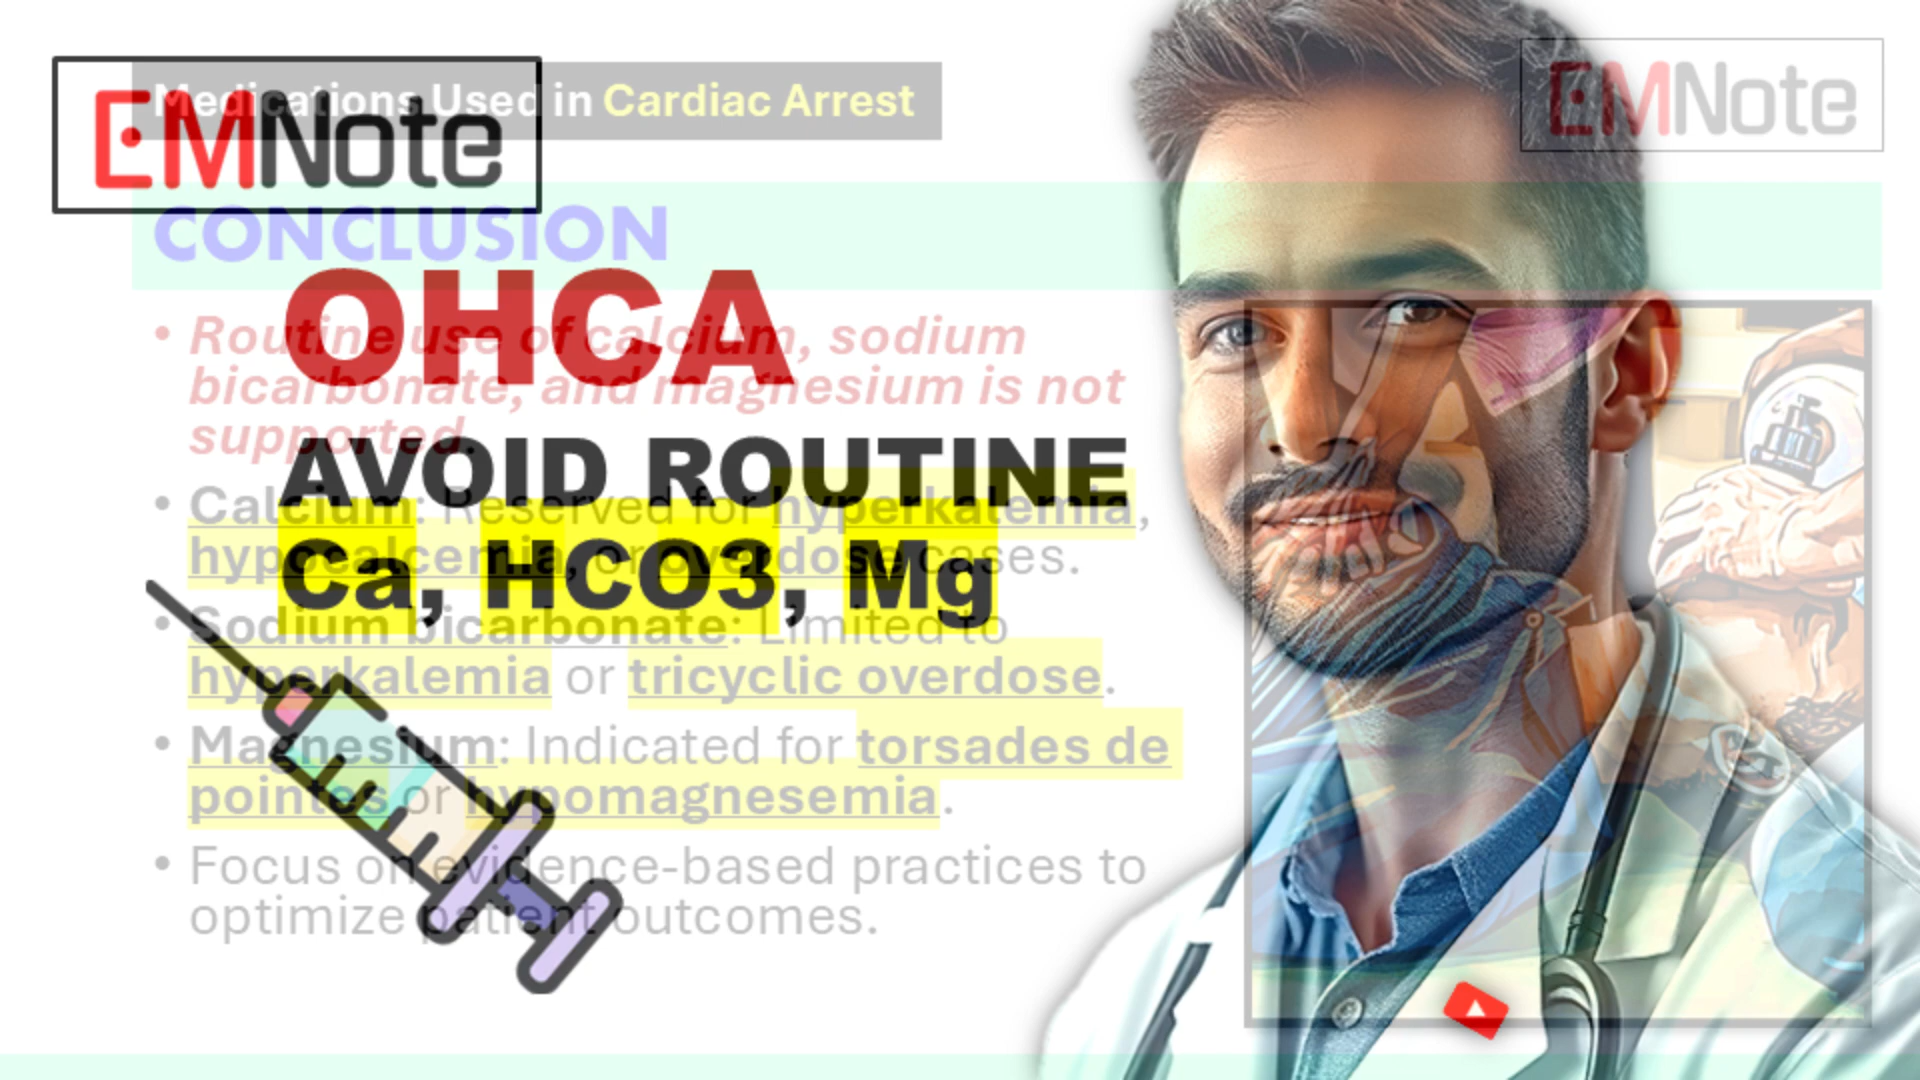 EMNote
Medications Used in Cardiac Arrest
EMNote
CONCLUSION
OHCA
AVOID ROUTINE
Ca, HCO3, Mg
• Routine use of calcium, sodium
bicarbonate, and magnesium is not
supported.
• Calcium: Reserved for hyperkalemia,
hypocalcemia, or overdose cases.
• Sodium bicarbonate: Limited to
hyperkalemia or tricyclic overdose.
• Magnesium: Indicated for torsades de
pointes or hypomagnesemia.
• Focus on evidence-based practices to
optimize patient outcomes.